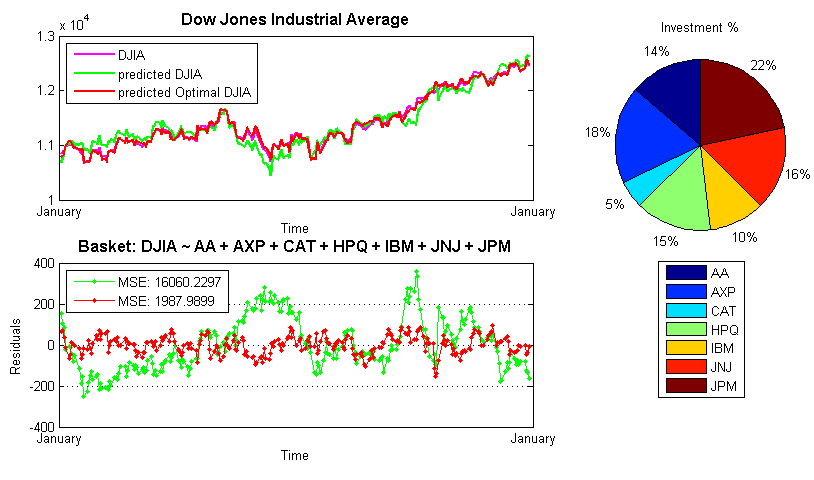 Dow Jones Industrial Average
x 10^4
1.3
1.2
1.1
1
DJIA
predicted DJIA
predicted Optimal DJIA
January
January
Time
Basket: DJIA ~ AA + AXP + CAT + HPQ + IBM + JNJ + JPM
400
200
0
-200
-400
Residuals
MSE: 16060.2297
MSE: 1987.9899
January
January
Time
Investment %
14%
22%
18%
16%
5%
15%
10%
AA
AXP
CAT
HPQ
IBM
JNJ
JPM